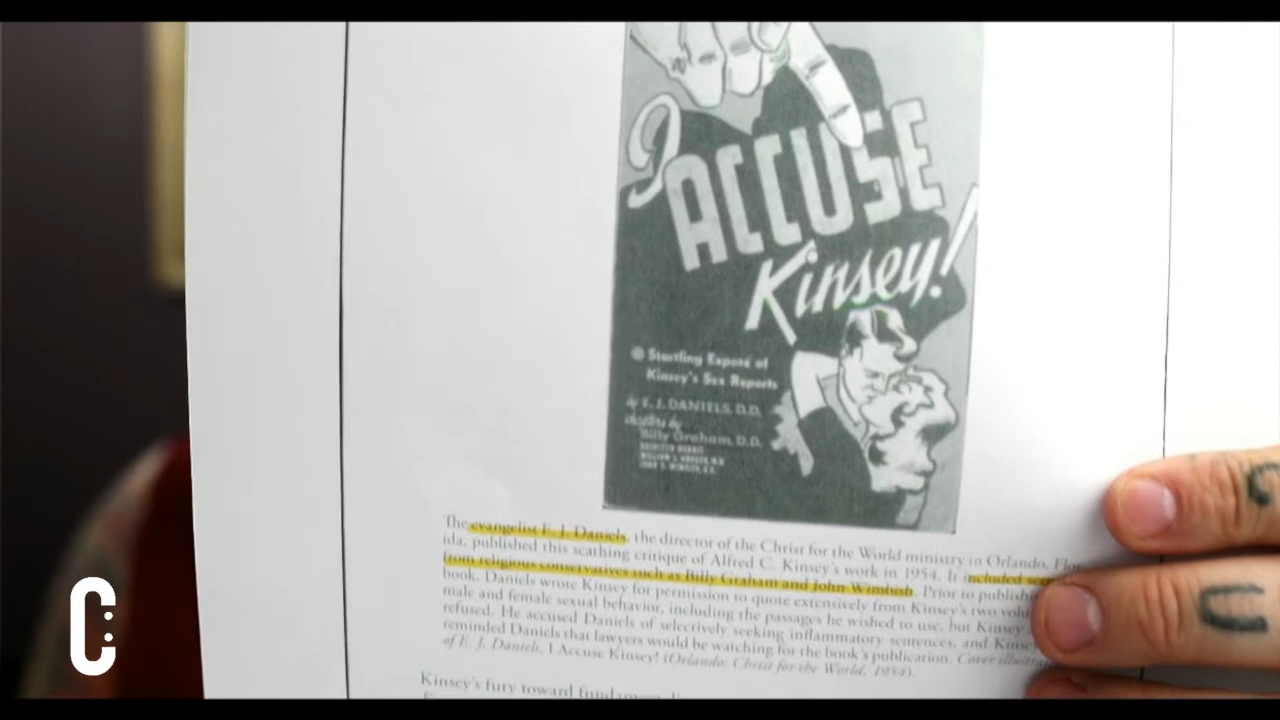 I
ACCUSE
Kinsey!
Startling Exposé of
Kinsey's Sex Reports
by E. J. DANIELS, D.D.
Billy Graham, D.D.
The evangelist E. J. Daniels, the director of the Christ for the World ministry in Orlando, Flor-
ida, published this scathing critique of Alfred C. Kinsey's work in 1954. It included ser
from religious conservatives such as Billy Graham and John Wimbish. Prior to publish
book, Daniels wrote Kinsey for permission to quote extensively from Kinsey's two volu
male and female sexual behavior, including the passages he wished to use, but Kinsey
refused. He accused Daniels of selectively seeking inflammatory sentences, and Kinse
reminded Daniels that lawyers would be watching for the book's publication. Cover illustra
of E. J. Daniels, I Accuse Kinsey! (Orlando: Christ for the World, 1954).
Kinsey's fury toward fundam
C
U
C